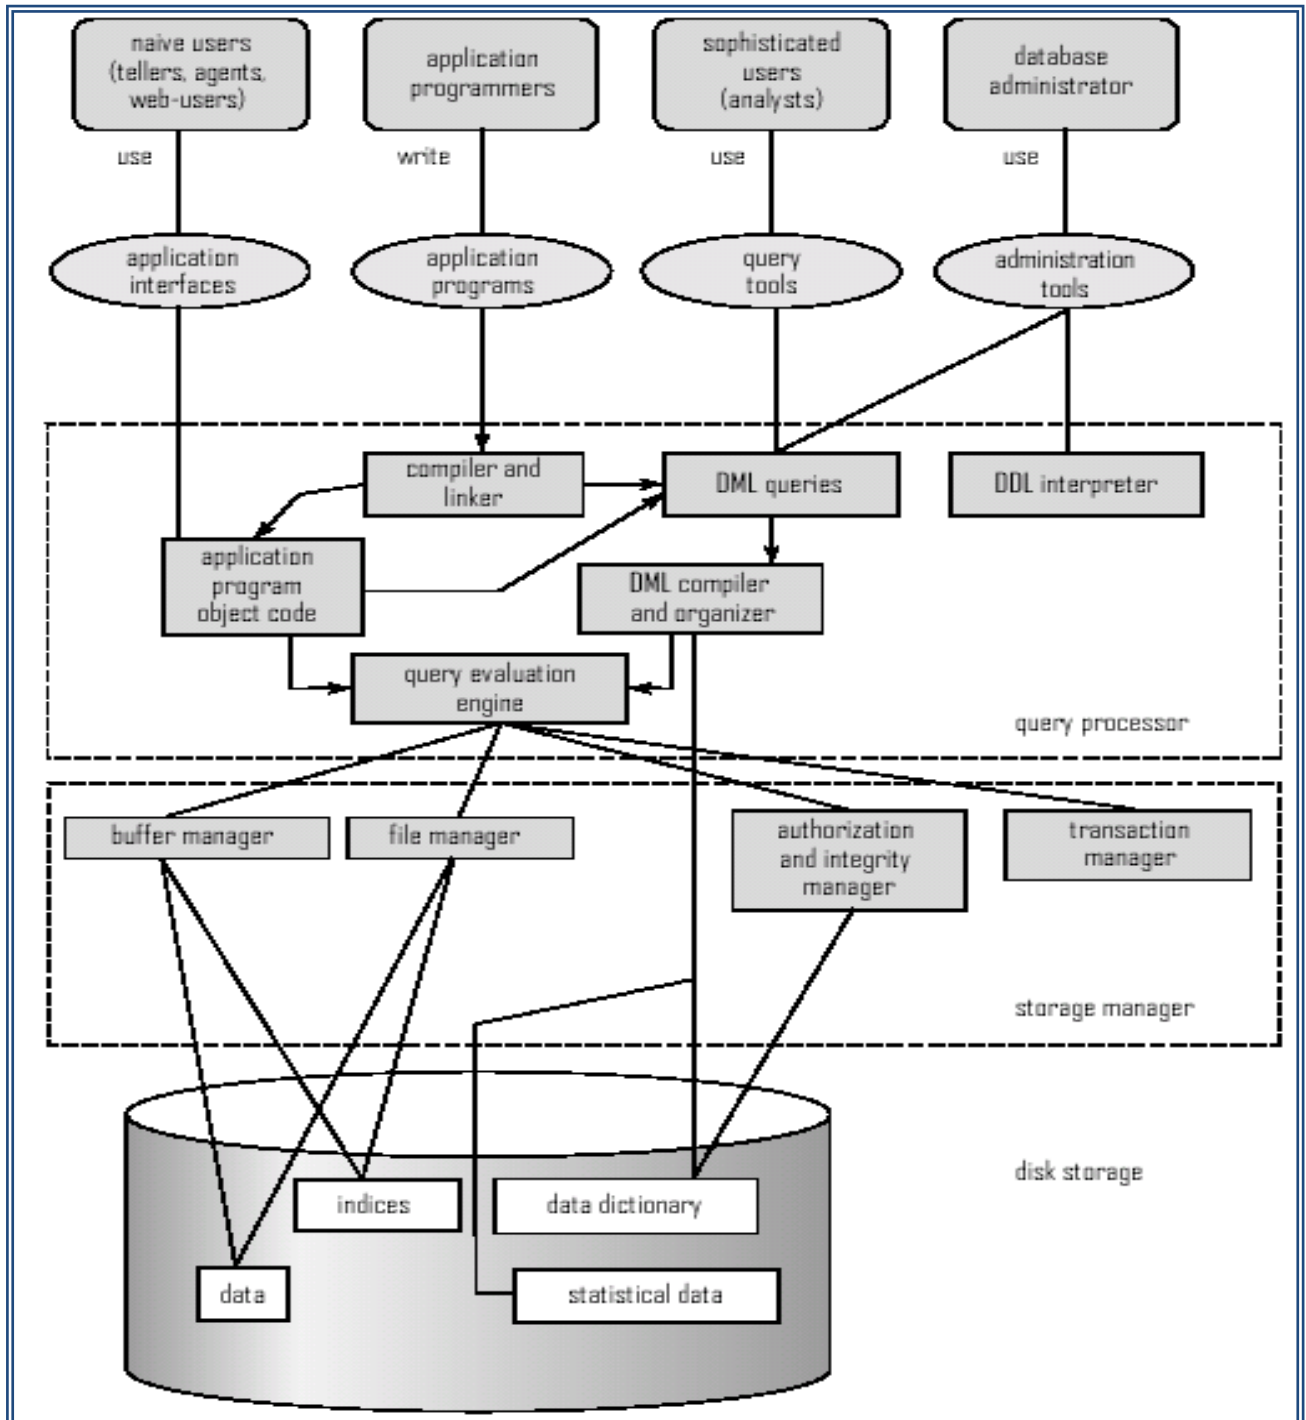 naive users
(tellers, agents,
web-users)
application
programmers
sophisticated
users
(analysts)
database
administrator
use
write
use
use
application
interfaces
application
programs
query
tools
administration
tools
compiler and
linker
DML queries
DDL interpreter
application
program
object code
DML compiler
and organizer
query evaluation
engine
query processor
buffer manager
file manager
authorization
and integrity
manager
transaction
manager
storage manager
disk storage
indices
data dictionary
data
statistical data